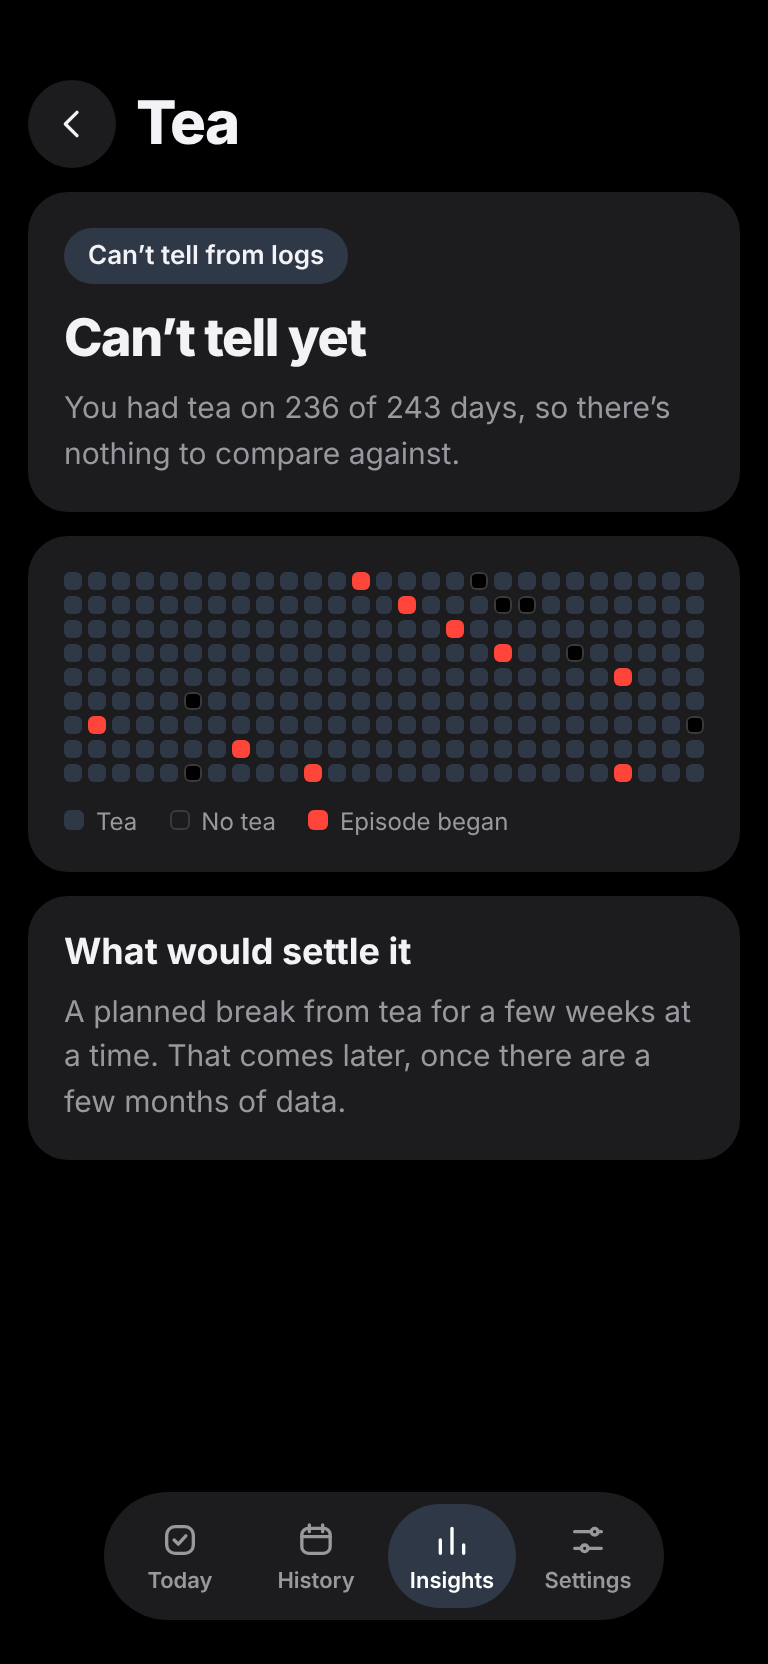 Tea
Can’t tell from logs
Can’t tell yet
You had tea on 236 of 243 days, so there’s
nothing to compare against.
Tea
No tea
Episode began
What would settle it
A planned break from tea for a few weeks at
a time. That comes later, once there are a
few months of data.
Today
History
Insights
Settings